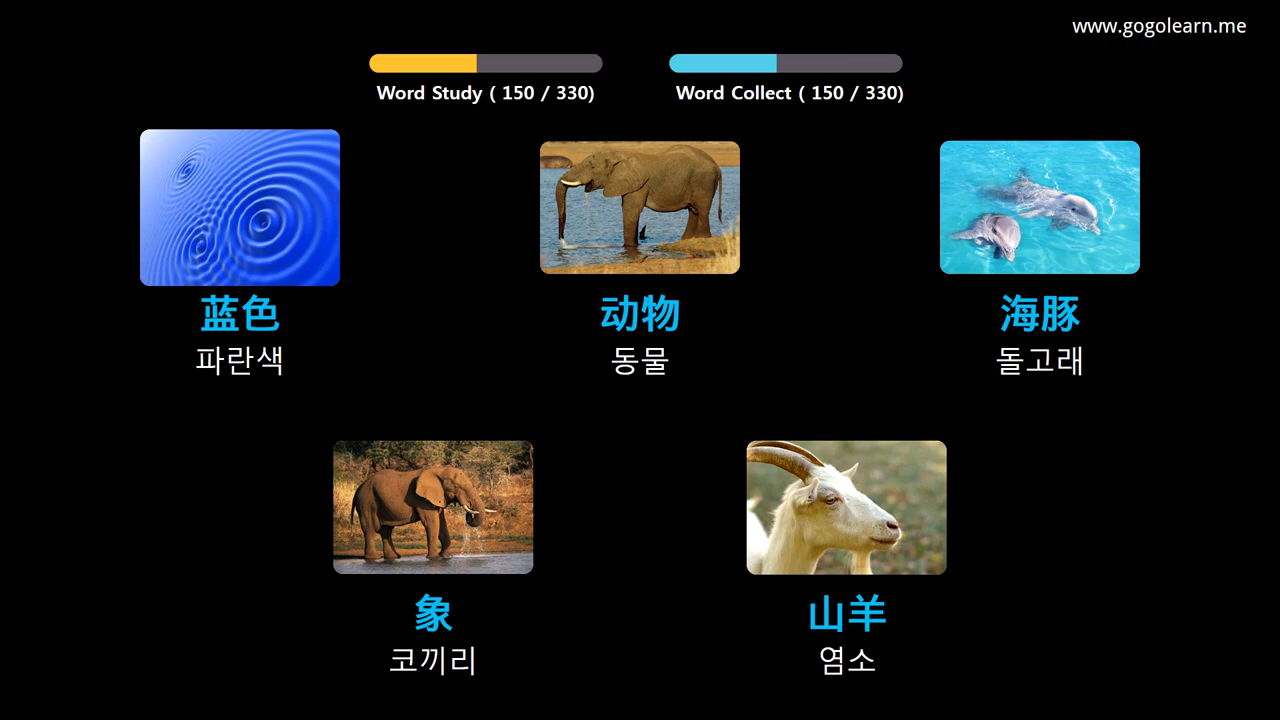 www.gogolearn.me
Word Study ( 150 / 330)
Word Collect ( 150 / 330)
蓝色
파란색
动物
동물
海豚
돌고래
象
코끼리
山羊
염소